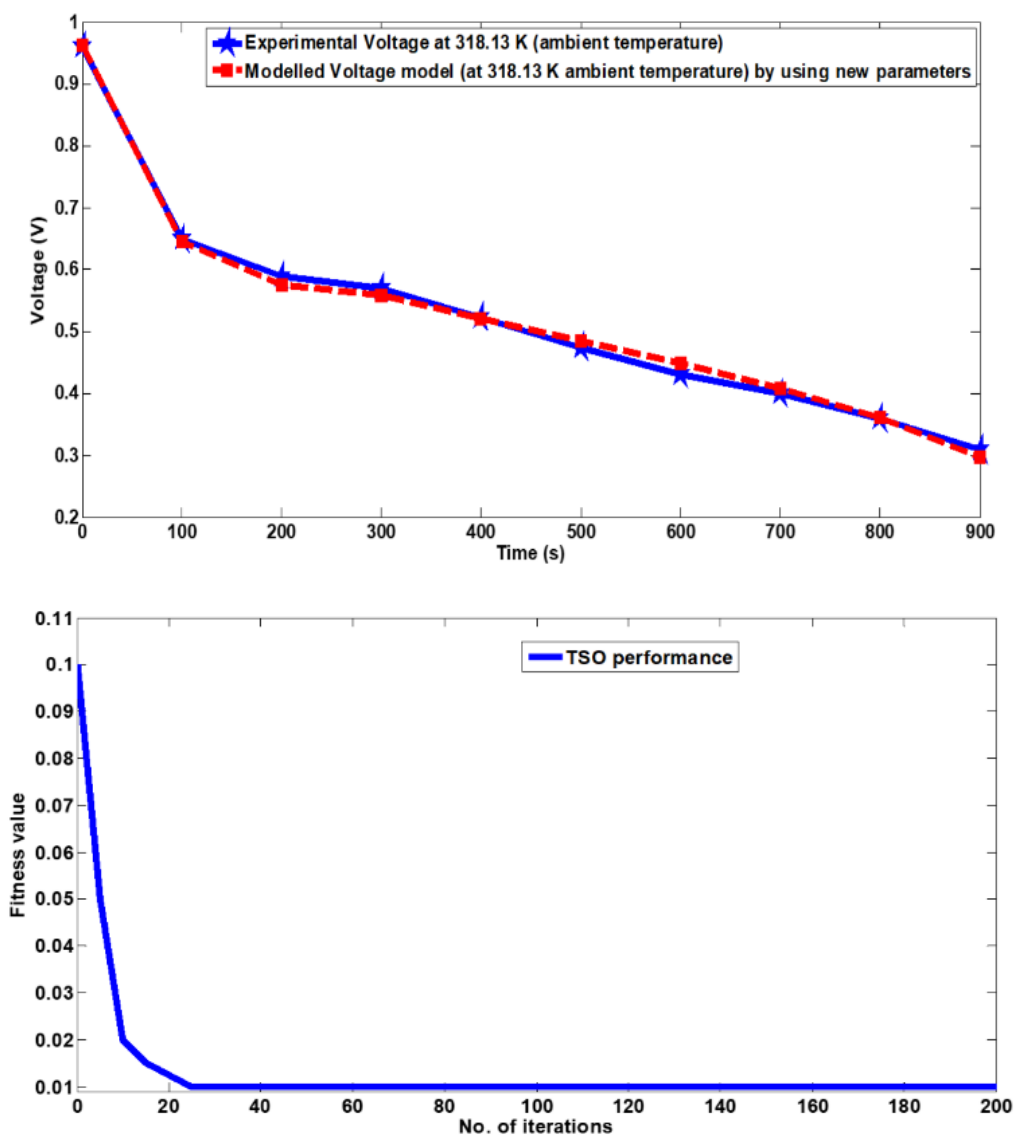 1
0.9
0.8
0.7
0.6
0.5
0.4
0.3
0.2
Voltage (V)
Experimental Voltage at 318.13 K (ambient temperature)
Modelled Voltage model (at 318.13 K ambient temperature) by using new parameters
0 100 200 300 400 500 600 700 800 900
Time (s)
0.11
0.1
0.09
0.08
0.07
0.06
0.05
0.04
0.03
0.02
0.01
Fitness value
TSO performance
0 20 40 60 80 100 120 140 160 180 200
No. of iterations